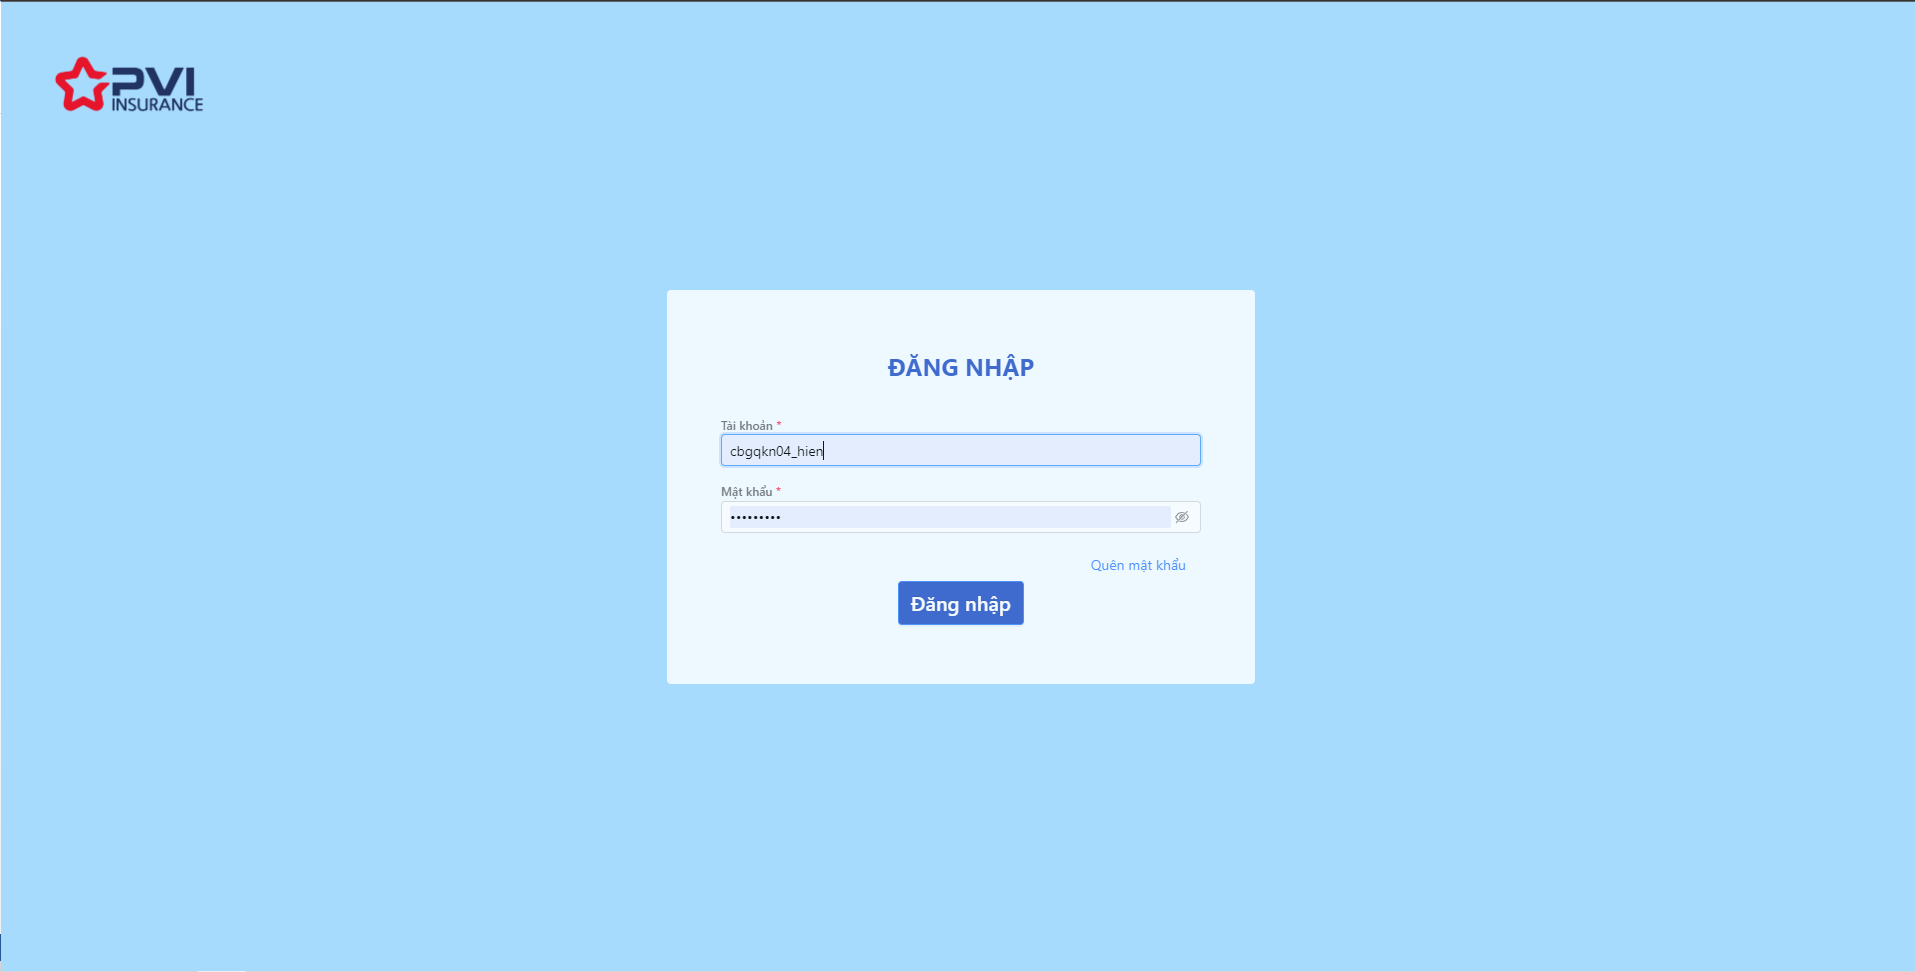 PVI
INSURANCE
ĐĂNG NHẬP
Tài khoản *
cbgqkn04_hien
Mật khẩu *
•••••••••
Quên mật khẩu
Đăng nhập